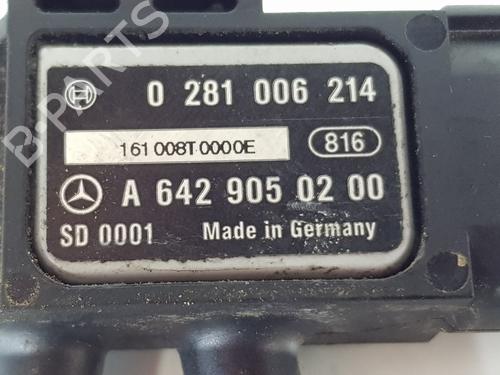 0 281 006 214
161 008T 0000E
816
A 642 905 02 00
SD 0001 Made in Germany
B-PARTS